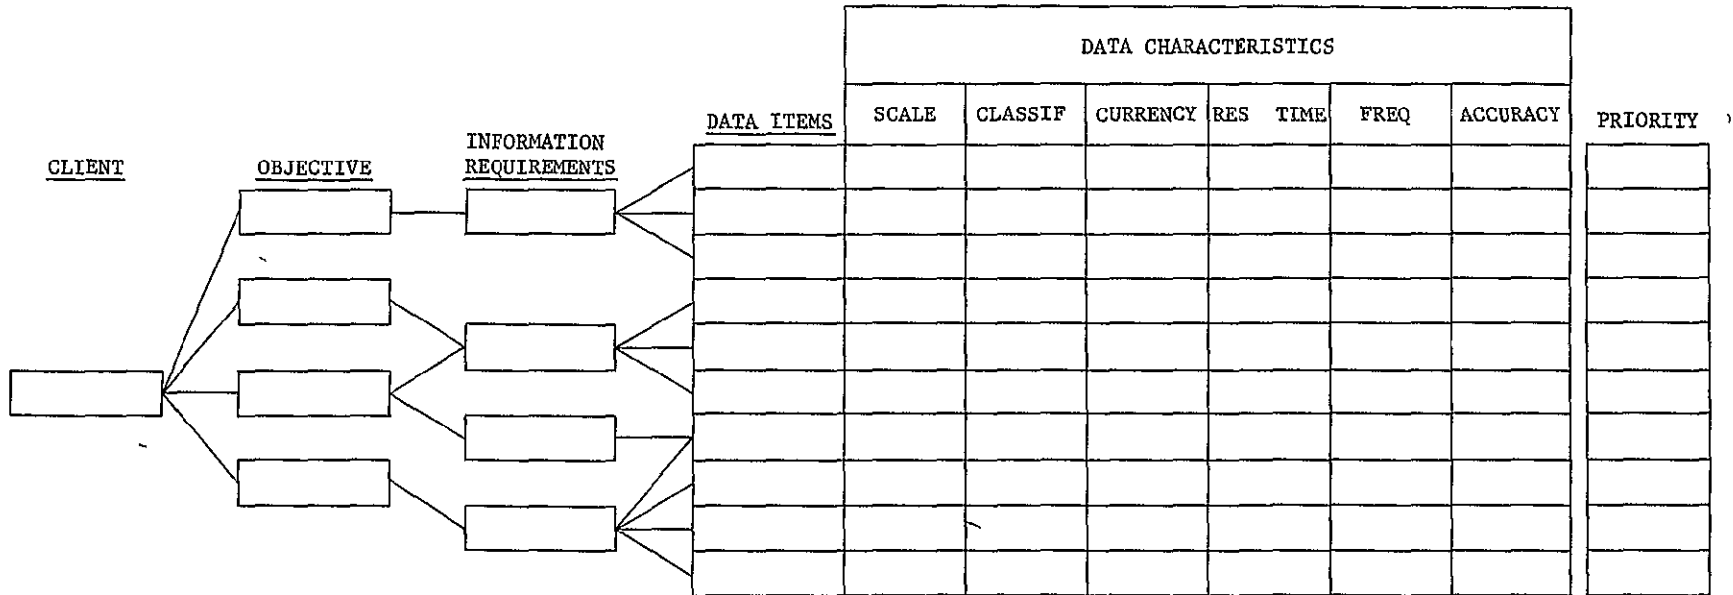 DATA CHARACTERISTICS
DATA ITEMS
SCALE
CLASSIF
CURRENCY
RES TIME
FREQ
ACCURACY
PRIORITY
CLIENT
OBJECTIVE
INFORMATION
REQUIREMENTS